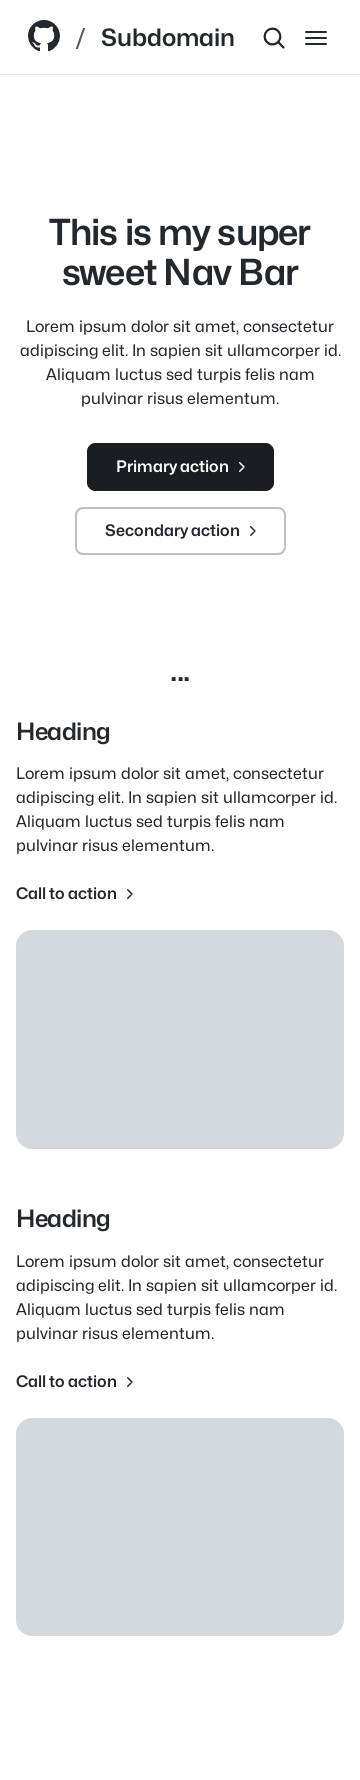 / Subdomain
This is my super
sweet Nav Bar
Lorem ipsum dolor sit amet, consectetur
adipiscing elit. In sapien sit ullamcorper id.
Aliquam luctus sed turpis felis nam
pulvinar risus elementum.
Primary action
Secondary action
...
Heading
Lorem ipsum dolor sit amet, consectetur
adipiscing elit. In sapien sit ullamcorper id.
Aliquam luctus sed turpis felis nam
pulvinar risus elementum.
Call to action
Heading
Lorem ipsum dolor sit amet, consectetur
adipiscing elit. In sapien sit ullamcorper id.
Aliquam luctus sed turpis felis nam
pulvinar risus elementum.
Call to action